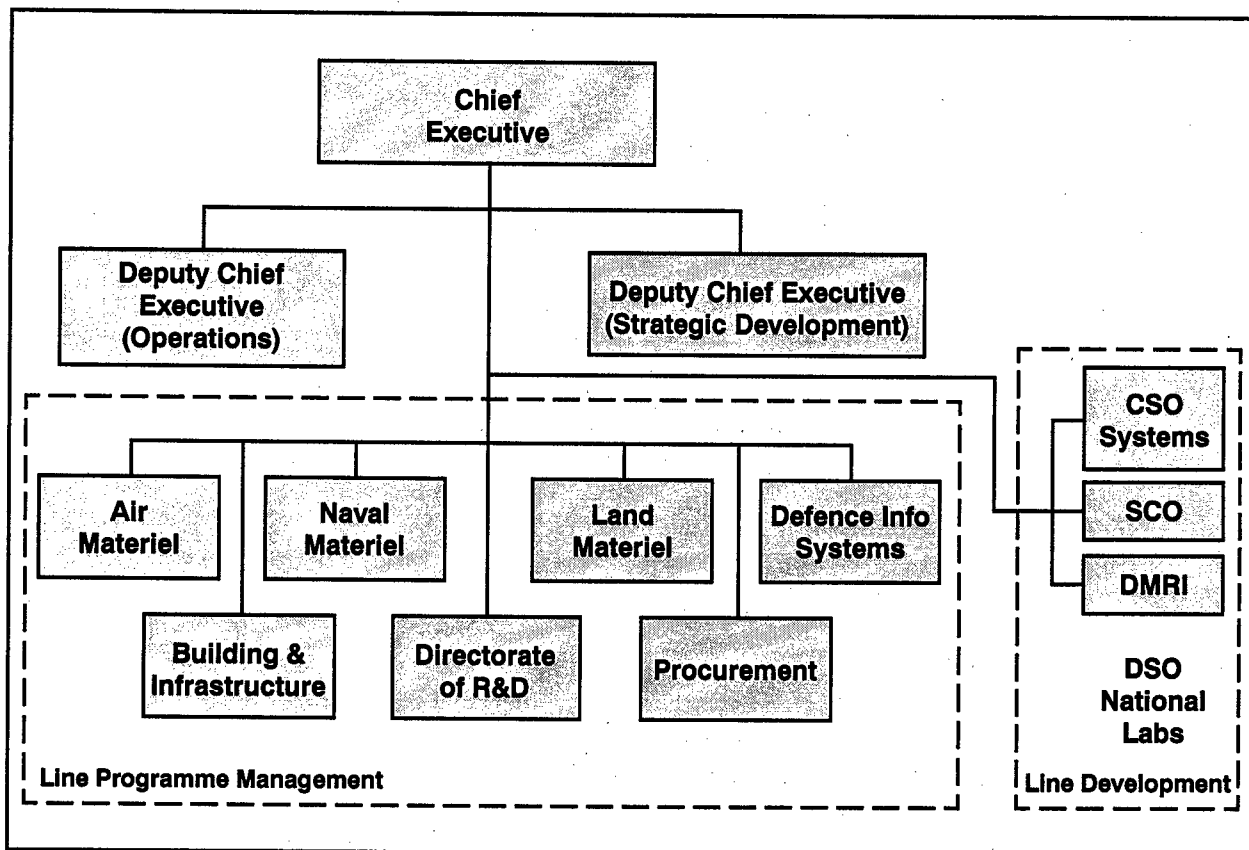 Chief
Executive
Deputy Chief
Executive
(Operations)
Deputy Chief Executive
(Strategic Development)
Air
Materiel
Naval
Materiel
Land
Materiel
Defence Info
Systems
Building &
Infrastructure
Directorate
of R&D
Procurement
Line Programme Management
CSO
Systems
SCO
DMRI
DSO
National
Labs
Line Development